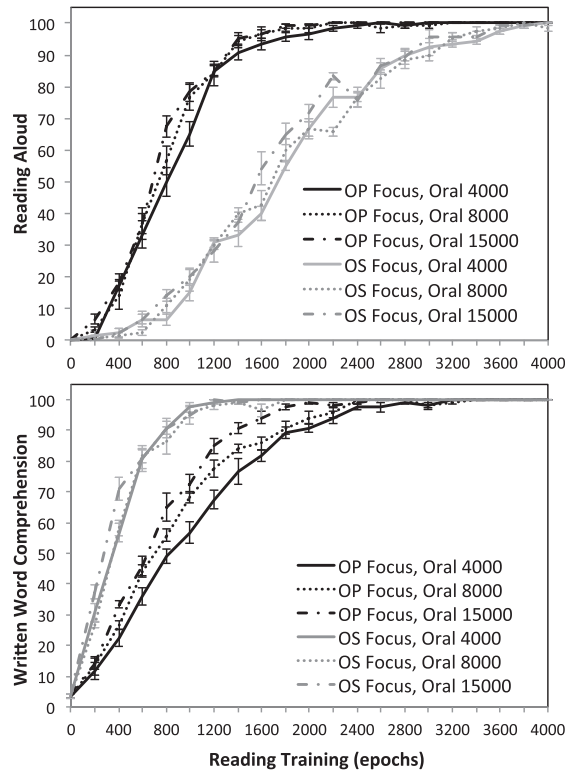 Reading Aloud
100
90
80
70
60
50
40
30
20
10
0
OP Focus, Oral 4000
OP Focus, Oral 8000
OP Focus, Oral 15000
OS Focus, Oral 4000
OS Focus, Oral 8000
OS Focus, Oral 15000
0 400 800 1200 1600 2000 2400 2800 3200 3600 4000
Written Word Comprehension
100
90
80
70
60
50
40
30
20
10
0
OP Focus, Oral 4000
OP Focus, Oral 8000
OP Focus, Oral 15000
OS Focus, Oral 4000
OS Focus, Oral 8000
OS Focus, Oral 15000
0 400 800 1200 1600 2000 2400 2800 3200 3600 4000
Reading Training (epochs)